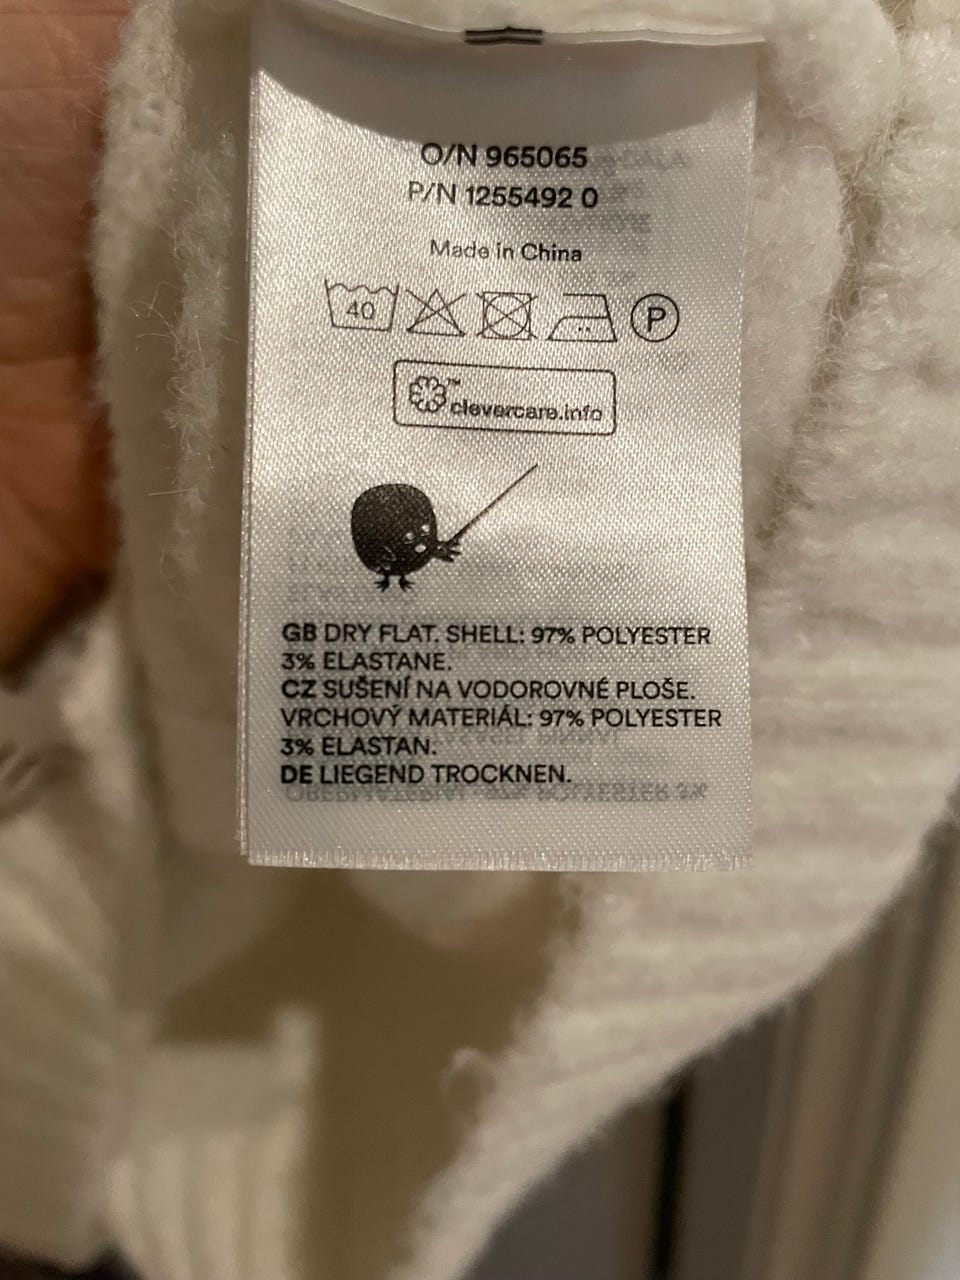 O/N 965065
P/N 1255492 0
Made in China
40
P
clevercare.info
GB DRY FLAT. SHELL: 97% POLYESTER
3% ELASTANE.
CZ SUŠENÍ NA VODOROVNÉ PLOŠE.
VRCHOVÝ MATERIÁL: 97% POLYESTER
3% ELASTAN.
DE LIEGEND TROCKNEN.